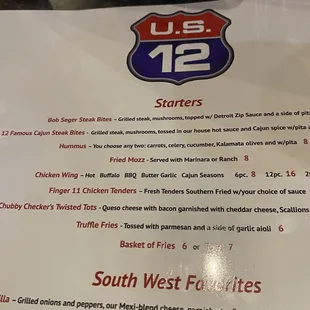 U.S.
12
Starters
Bob Seger Steak Bites - Grilled steak, mushrooms, topped w/ Detroit Zip Sauce and a side of
12 Famous Cajun Steak Bites - Grilled steak, mushrooms, tossed in our house hot sauce and Cajun spice w/pita
Hummus - You choose any two: carrots, celery, cucumber, Kalamata olives and w/pita 8
Fried Mozz - Served with Marinara or Ranch 8
Chicken Wing - Hot Buffalo BBQ Butter Garlic Cajun Seasons 6pc. 8 12pc. 16
Finger 11 Chicken Tenders - Fresh Tenders Southern Fried w/your choice of sauce
Chubby Checker's Twisted Tots - Queso cheese with bacon garnished with cheddar cheese, Scallions
Truffle Fries - Tossed with parmesan and a side of garlic aioli 6
Basket of Fries 6 or 7
South West Favorites
- Grilled onions and peppers, our Mexi-blend cheese,